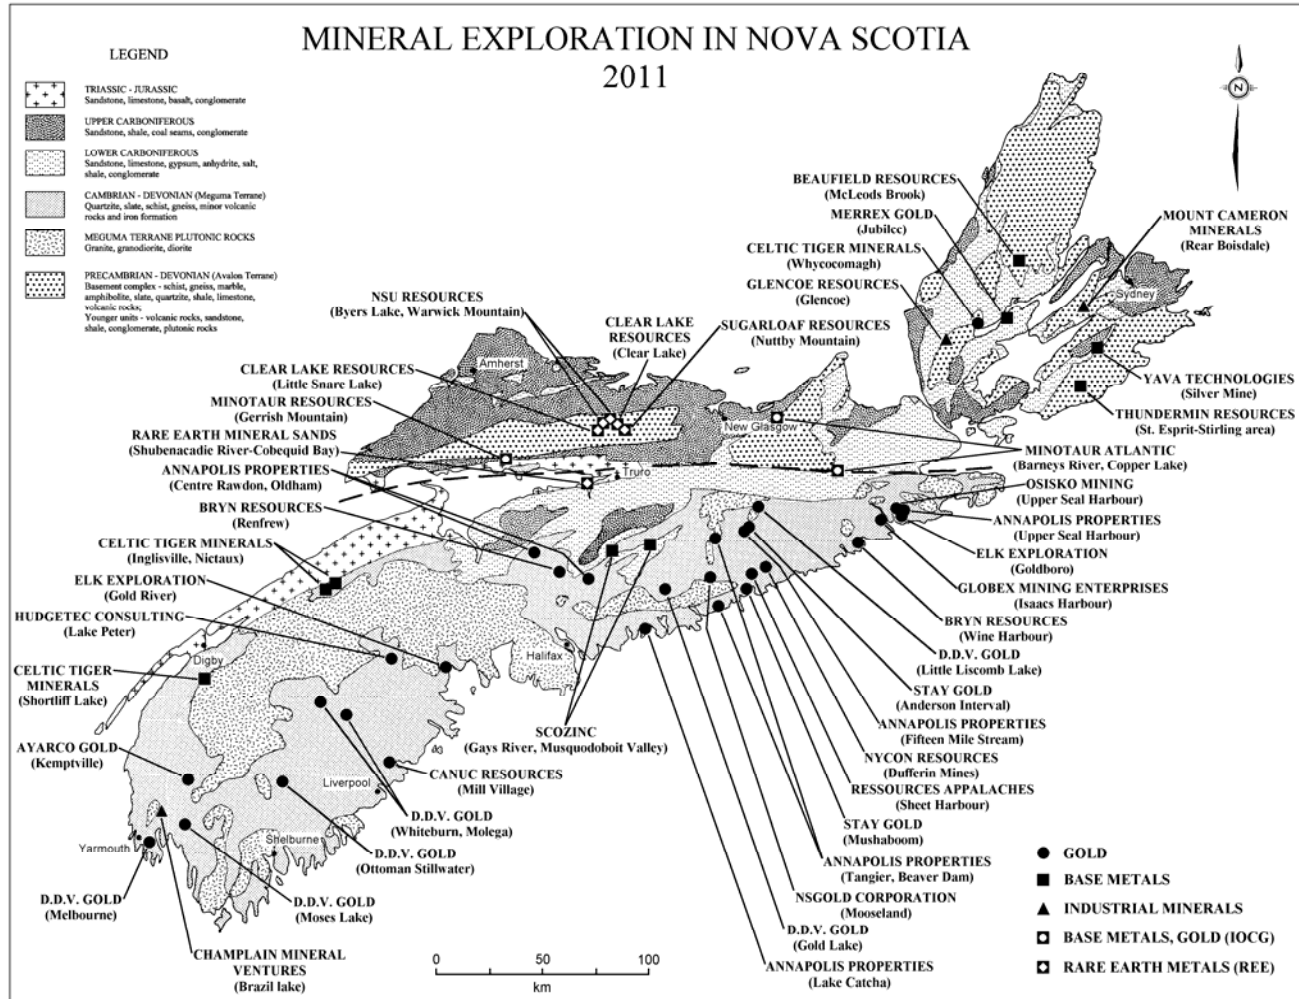 MINERAL EXPLORATION IN NOVA SCOTIA
2011
LEGEND
TRIASSIC - JURASSIC
Sandstone, limestone, basalt, conglomerate
UPPER CARBONIFEROUS
Sandstone, shale, coal seams, conglomerate
LOWER CARBONIFEROUS
Sandstone, limestone, gypsum, anhydrite, salt,
shale, conglomerate
CAMBRIAN - DEVONIAN (Meguma Terrane)
Quartzite, slate, schist, gneiss, minor volcanic
rocks and iron formation
MEGUMA TERRANE PLUTONIC ROCKS
Granite, granodiorite, diorite
PRECAMBRIAN - DEVONIAN (Avalon Terrane)
Basement complex - schist, gneiss, marble,
amphibolite, slate, quartzite, shale, limestone,
volcanic rocks;
Younger units - volcanic rocks, sandstone,
shale, conglomerate, plutonic rocks
N
BEAUFIELD RESOURCES
(McLeods Brook)
MERREX GOLD
(Jubilee)
CELTIC TIGER MINERALS
(Whycocomagh)
GLENCOE RESOURCES
(Glencoe)
MOUNT CAMERON
MINERALS
(Rear Boisdale)
Sydney
YAVA TECHNOLOGIES
(Silver Mine)
THUNDERMIN RESOURCES
(St. Esprit-Stirling area)
NSU RESOURCES
(Byers Lake, Warwick Mountain)
CLEAR LAKE
RESOURCES
(Clear Lake)
SUGARLOAF RESOURCES
(Nuttby Mountain)
Amherst
CLEAR LAKE RESOURCES
(Little Snare Lake)
MINOTAUR RESOURCES
(Gerrish Mountain)
RARE EARTH MINERAL SANDS
(Shubenacadie River-Cobequid Bay)
ANNAPOLIS PROPERTIES
(Centre Rawdon, Oldham)
BRYN RESOURCES
(Renfrew)
CELTIC TIGER MINERALS
(Inglisville, Nictaux)
ELK EXPLORATION
(Gold River)
HUDGETEC CONSULTING
(Lake Peter)
CELTIC TIGER
MINERALS
(Shortliff Lake)
AYARCO GOLD
(Kemptville)
New Glasgow
Truro
Digby
Halifax
Liverpool
Shelburne
Yarmouth
MINOTAUR ATLANTIC
(Barneys River, Copper Lake)
OSISKO MINING
(Upper Seal Harbour)
ANNAPOLIS PROPERTIES
(Upper Seal Harbour)
ELK EXPLORATION
(Goldboro)
GLOBEX MINING ENTERPRISES
(Isaacs Harbour)
BRYN RESOURCES
(Wine Harbour)
D.D.V. GOLD
(Little Liscomb Lake)
STAY GOLD
(Anderson Interval)
ANNAPOLIS PROPERTIES
(Fifteen Mile Stream)
NYCON RESOURCES
(Dufferin Mines)
RESSOURCES APPALACHES
(Sheet Harbour)
STAY GOLD
(Mushaboom)
ANNAPOLIS PROPERTIES
(Tangier, Beaver Dam)
NSGOLD CORPORATION
(Mooseland)
D.D.V. GOLD
(Gold Lake)
ANNAPOLIS PROPERTIES
(Lake Catcha)
SCOZINC
(Gays River, Musquodoboit Valley)
CANUC RESOURCES
(Mill Village)
D.D.V. GOLD
(Whiteburn, Molega)
D.D.V. GOLD
(Ottoman Stillwater)
D.D.V. GOLD
(Moses Lake)
D.D.V. GOLD
(Melbourne)
CHAMPLAIN MINERAL
VENTURES
(Brazil lake)
0 50 100
km
GOLD
BASE METALS
INDUSTRIAL MINERALS
BASE METALS, GOLD (IOCG)
RARE EARTH METALS (REE)